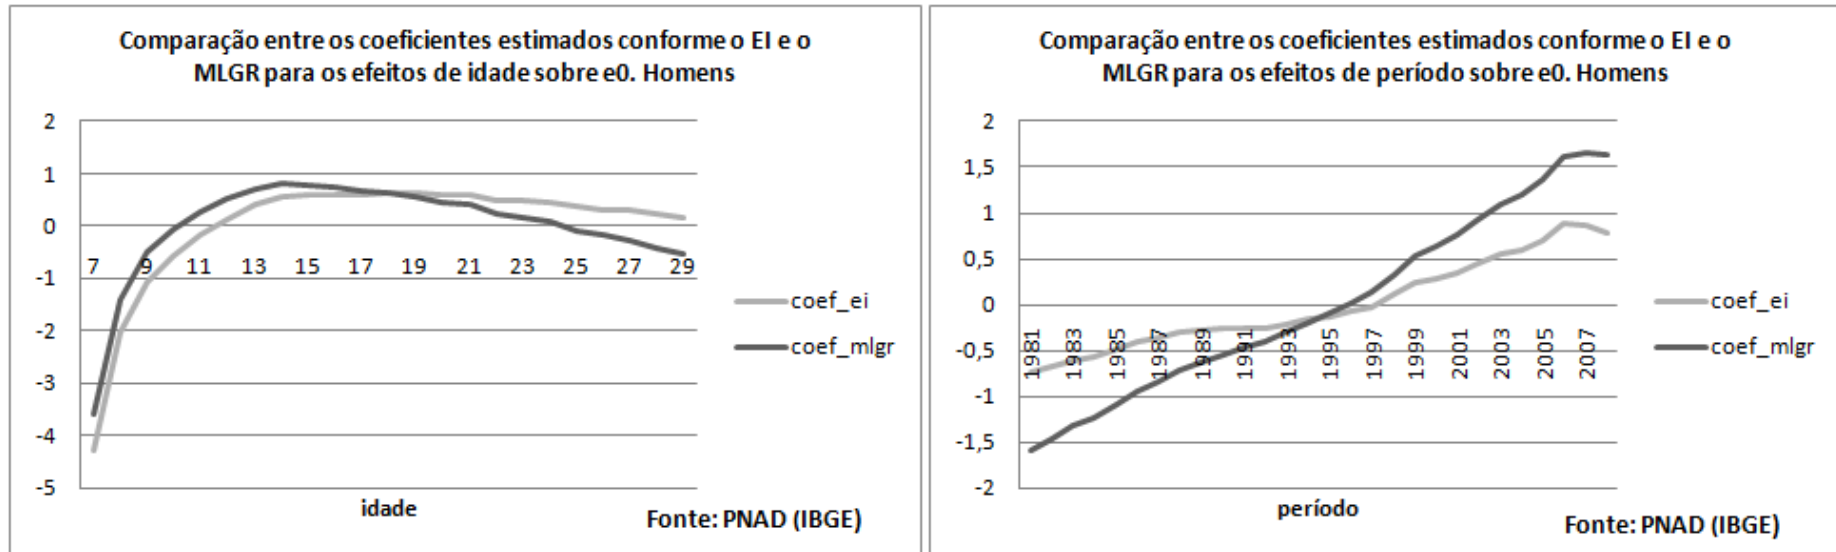 Comparação entre os coeficientes estimados conforme o EI e o
MLGR para os efeitos de idade sobre e0. Homens
2
1
0
-1
-2
-3
-4
-5
7 9 11 13 15 17 19 21 23 25 27 29
coef_ei
coef_mlgr
idade
Fonte: PNAD (IBGE)
Comparação entre os coeficientes estimados conforme o EI e o
MLGR para os efeitos de período sobre e0. Homens
2
1,5
1
0,5
0
-0,5
-1
-1,5
-2
1981 1983 1985 1987 1989 1991 1993 1995 1997 1999 2001 2003 2005 2007
coef_ei
coef_mlgr
período
Fonte: PNAD (IBGE)